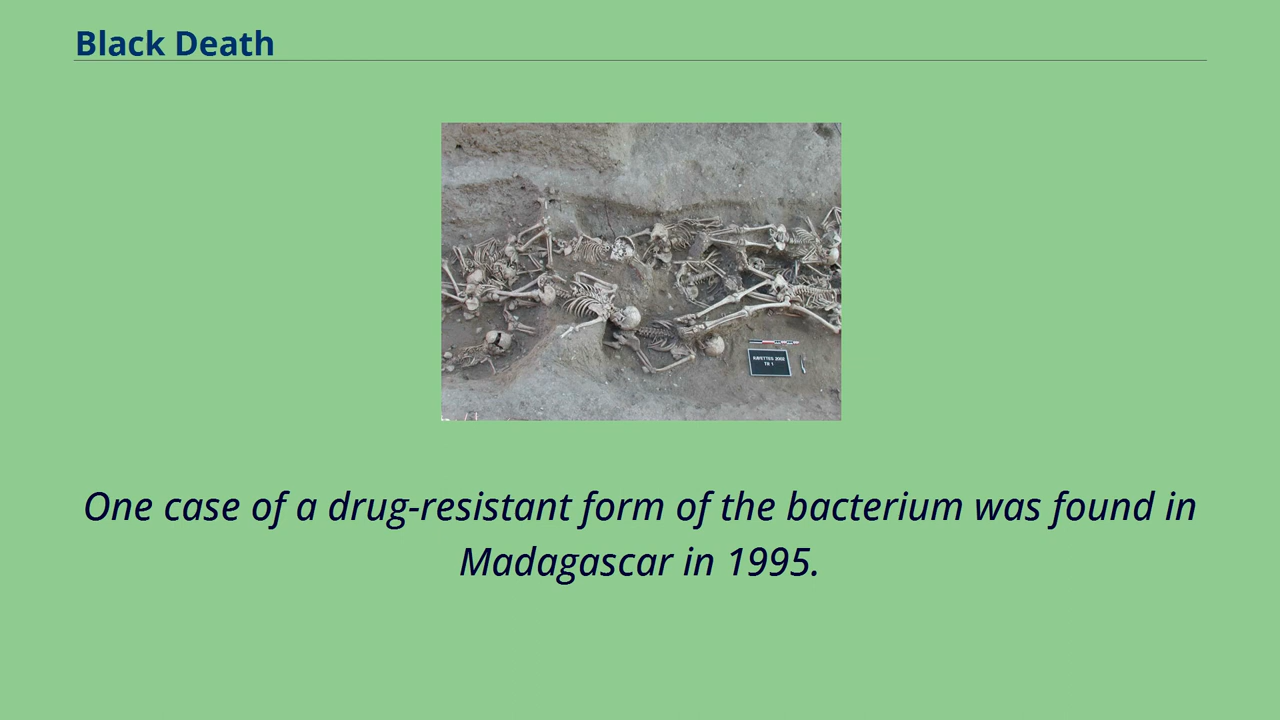 Black Death
One case of a drug-resistant form of the bacterium was found in
Madagascar in 1995.